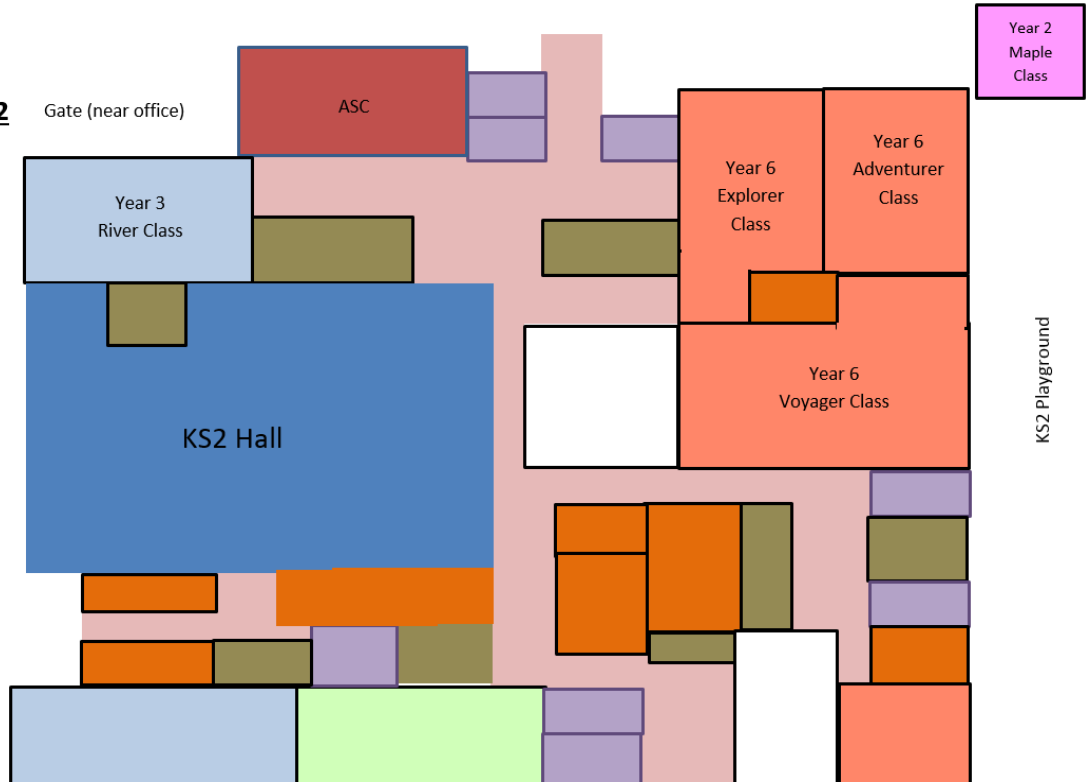 Year 2
Maple
Class
2
Gate (near office)
ASC
Year 6
Adventurer
Class
Year 6
Explorer
Class
Year 3
River Class
KS2 Playground
Year 6
Voyager Class
KS2 Hall